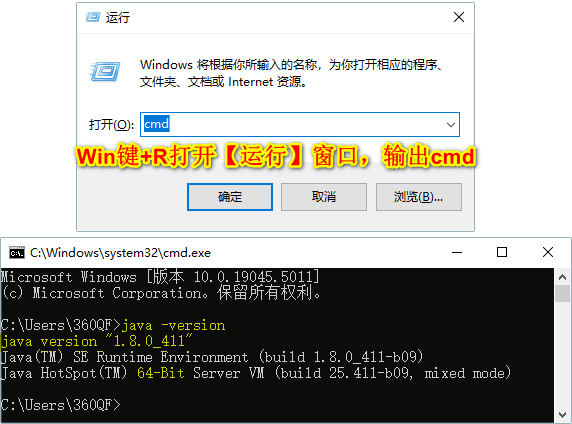 运行
Windows 将根据你所输入的名称，为你打开相应的程序、
文件夹、文档或 Internet 资源。
打开(O):
cmd
Win键+R打开【运行】窗口，输出cmd
确定
取消
浏览(B)...
C:\Windows\system32\cmd.exe
Microsoft Windows [版本 10.0.19045.5011]
(c) Microsoft Corporation。保留所有权利。
C:\Users\360QF>java -version
java version "1.8.0_411"
Java(TM) SE Runtime Environment (build 1.8.0_411-b09)
Java HotSpot(TM) 64-Bit Server VM (build 25.411-b09, mixed mode)
C:\Users\360QF>